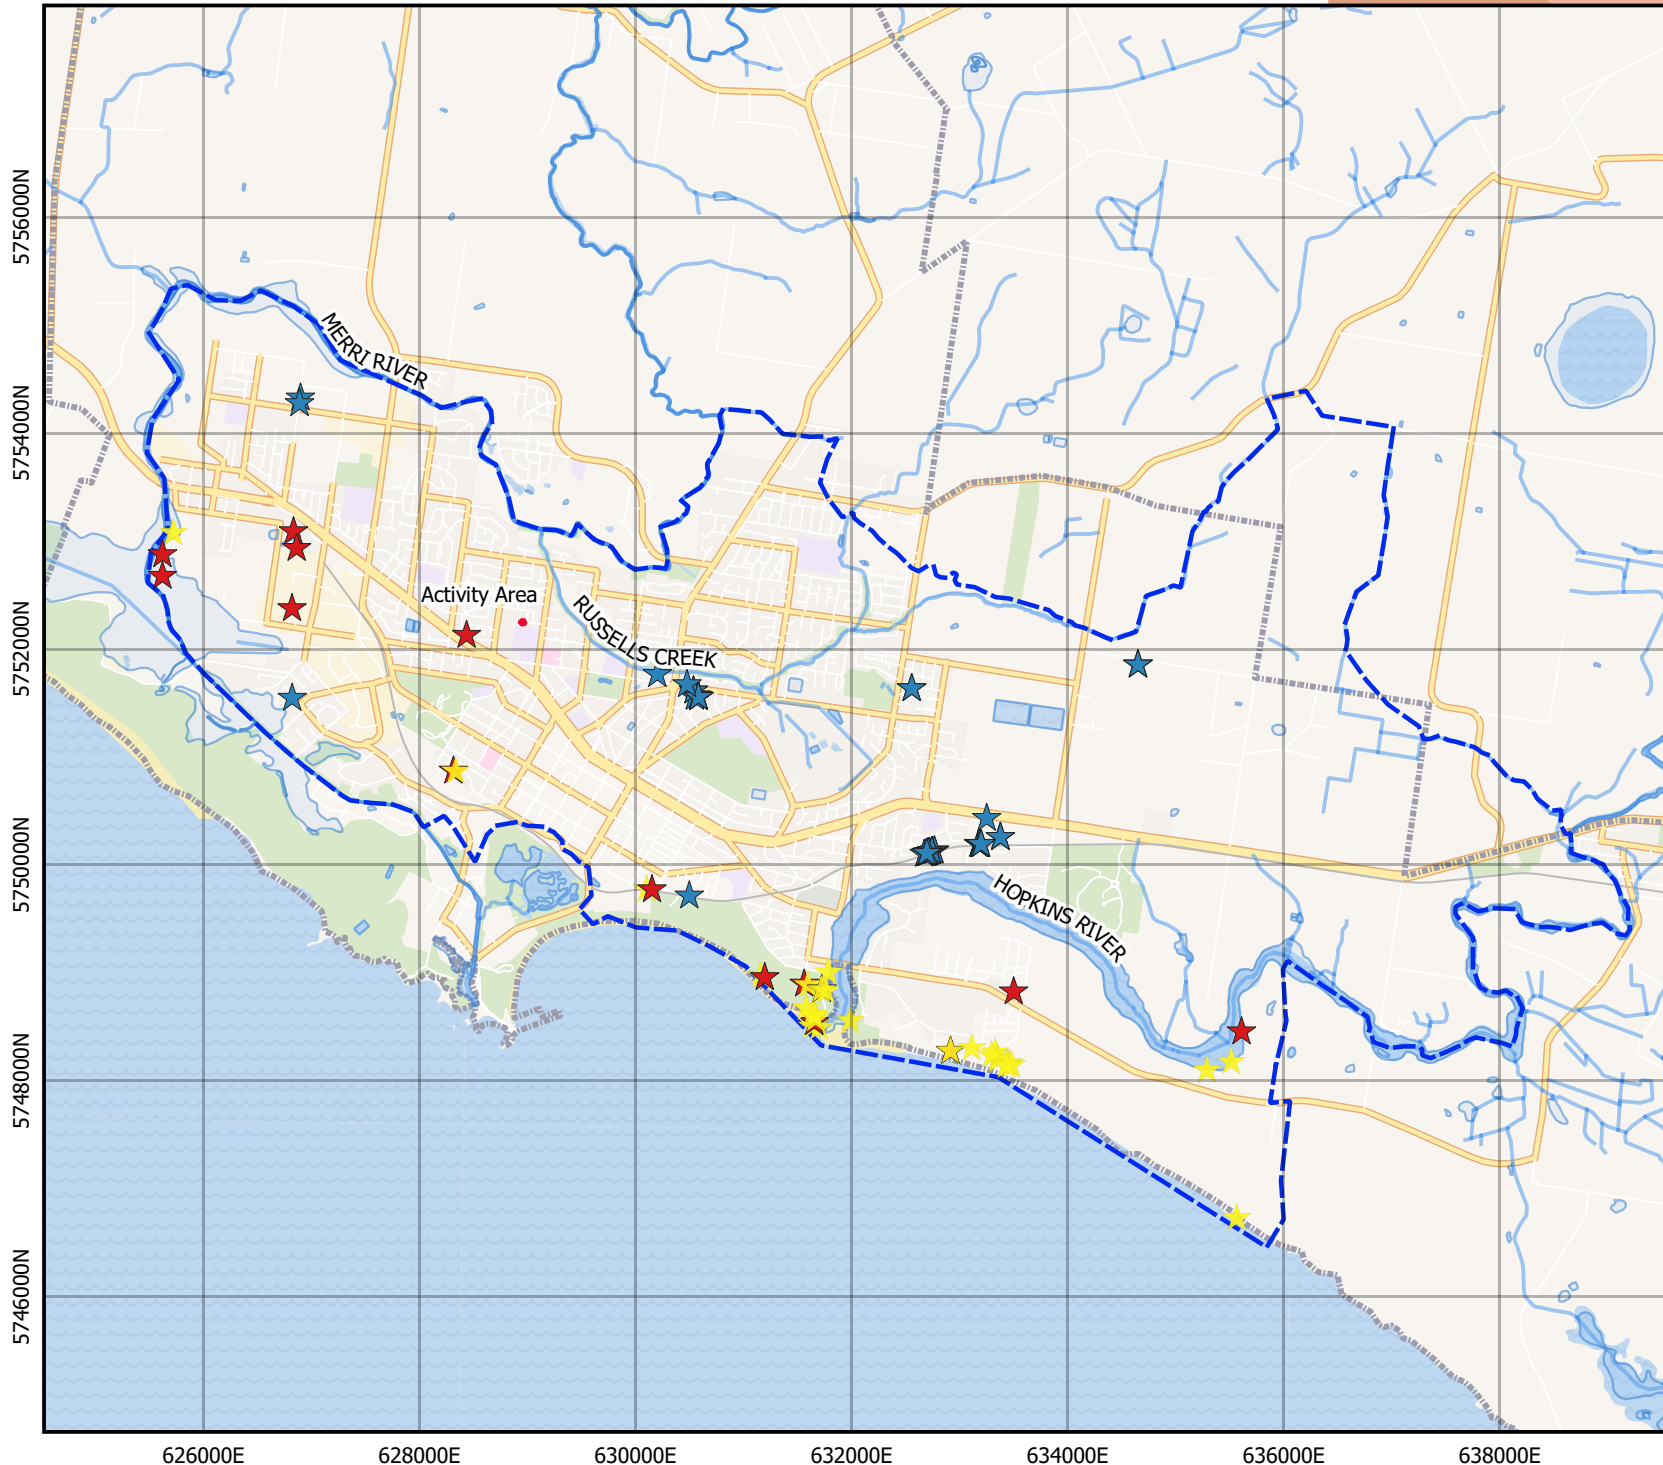 5756000N
MERRI RIVER
5754000N
Activity Area
RUSSELLS CREEK
5752000N
5750000N
HOPKINS RIVER
5748000N
5746000N
626000E 628000E 630000E 632000E 634000E 636000E 638000E